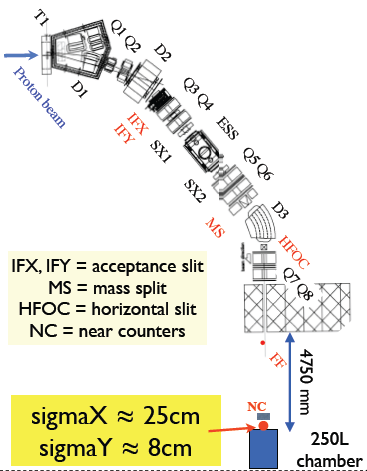 T1
Q1 Q2
D2
D1
Proton beam
Q3 Q4
IFX
IFY
ESS
SX1
Q5 Q6
SX2
D3
MS
HFOC
beam direction
IFX, IFY = acceptance slit
MS = mass split
HFOC = horizontal slit
NC = near counters
Q7 Q8
FF
4750 mm
NC
sigmaX ≈ 25cm
sigmaY ≈ 8cm
250L
chamber